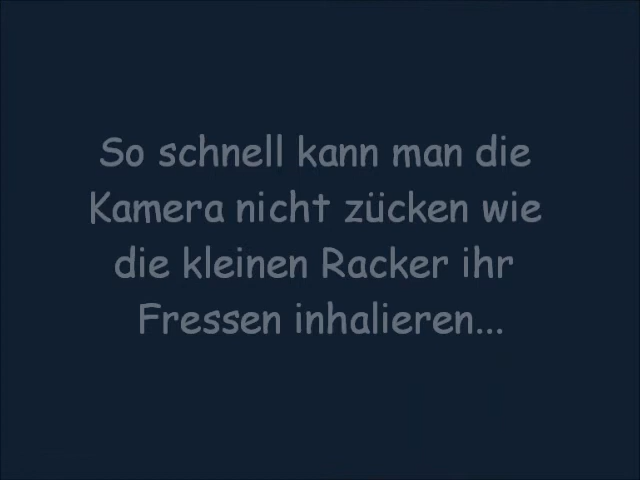 So schnell kann man die
Kamera nicht zücken wie
die kleinen Racker ihr
Fressen inhalieren...